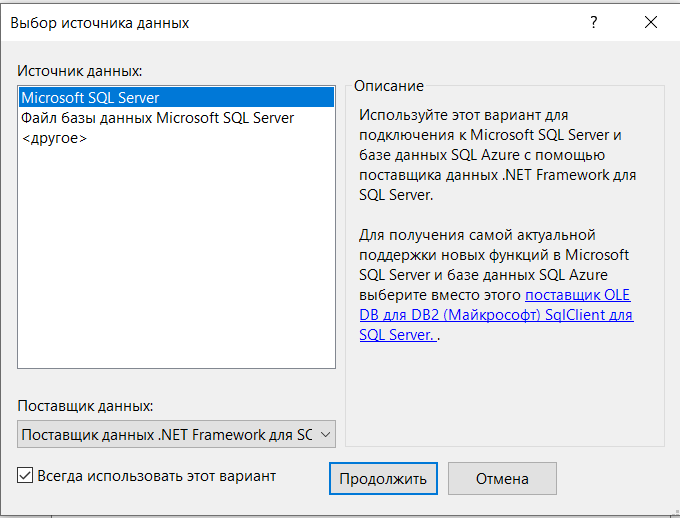 Выбор источника данных
?
Источник данных:
Microsoft SQL Server
Файл базы данных Microsoft SQL Server
<другое>
Описание
Используйте этот вариант для
подключения к Microsoft SQL Server и
базе данных SQL Azure с помощью
поставщика данных .NET Framework для
SQL Server.
Для получения самой актуальной
поддержки новых функций в Microsoft
SQL Server и базе данных SQL Azure
выберите вместо этого поставщик OLE
DB для DB2 (Майкрософт) SqlClient для
SQL Server. .
Поставщик данных:
Поставщик данных .NET Framework для SQ
Всегда использовать этот вариант
Продолжить
Отмена